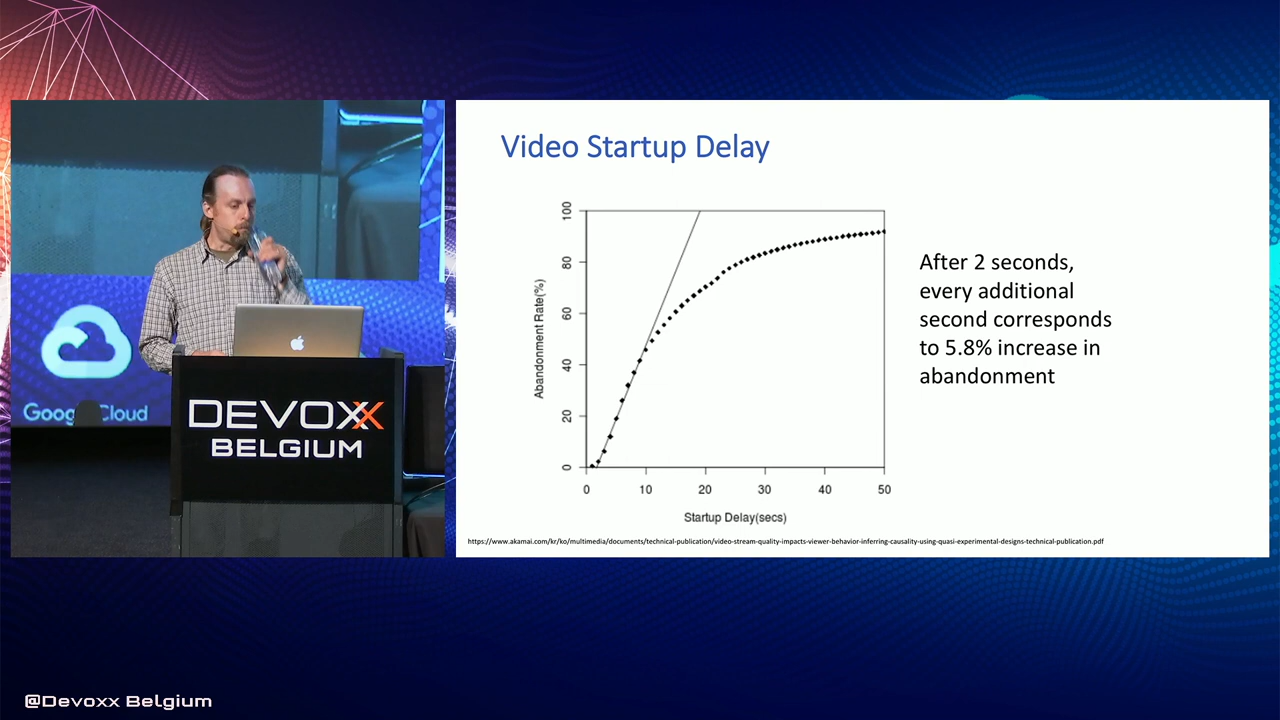 Video Startup Delay
Abandonment Rate(%)
100
80
60
40
20
0
0 10 20 30 40 50
Startup Delay(secs)
After 2 seconds,
every additional
second corresponds
to 5.8% increase in
abandonment
https://www.akamai.com/kr/ko/multimedia/documents/technical-publication/video-stream-quality-impacts-viewer-behavior-inferring-causality-using-quasi-experimental-designs-technical-publication.pdf
Google Cloud
DEVOXX
BELGIUM
@Devoxx Belgium